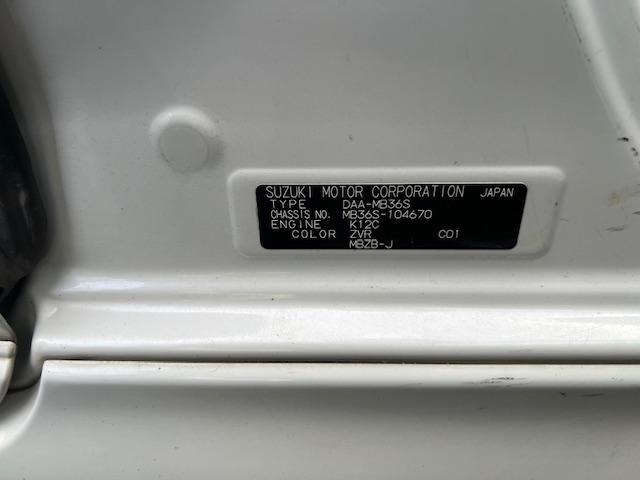 SUZUKI MOTOR CORPORATION JAPAN
TYPE DAA-MB36S
CHASSIS NO. MB36S-104670
ENGINE K12C
COLOR ZVR C01
MBZB-J